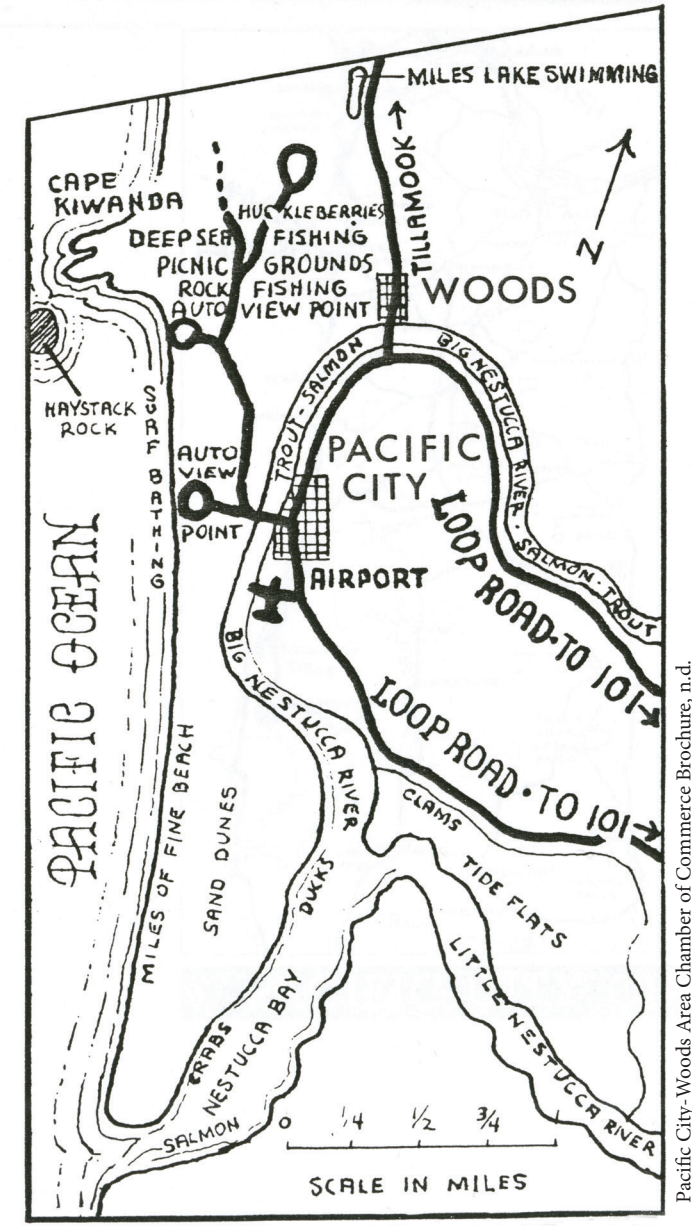 MILES LAKE SWIMMING
TILLAMOOK
N
CAPE
KIWANDA
HUCKLEBERRIES
DEEP SEA FISHING
PICNIC GROUNDS
ROCK FISHING
AUTO VIEW POINT
WOODS
HAYSTACK
ROCK
SURF BATHING
TROUT - SALMON
BIG NESTUCCA RIVER · SALMON - TROUT
PACIFIC
CITY
AUTO
VIEW
POINT
AIRPORT
LOOP ROAD · TO 101
LOOP ROAD · TO 101
PACIFIC OCEAN
BIG NESTUCCA RIVER
MILES OF FINE BEACH
SAND DUNES
DUCKS
CLAMS
TIDE FLATS
CRABS
NESTUCCA BAY
SALMON
LITTLE NESTUCCA RIVER
0 1/4 1/2 3/4
SCALE IN MILES
Pacific City-Woods Area Chamber of Commerce Brochure, n.d.